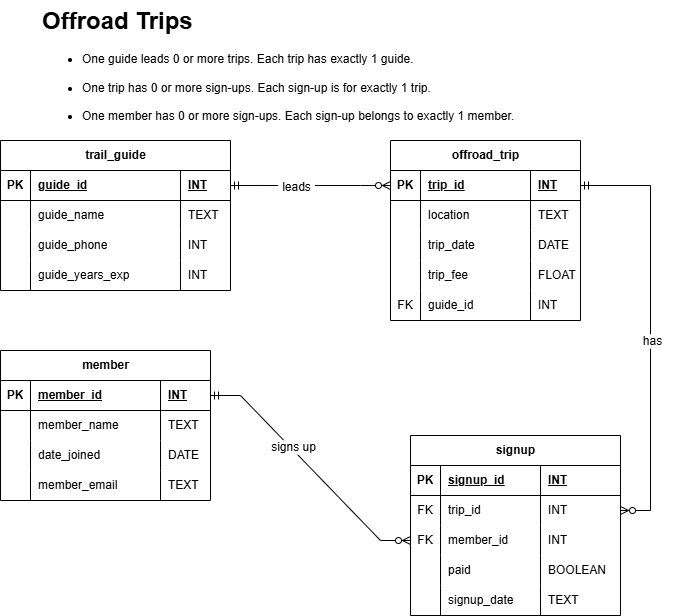 Offroad Trips
• One guide leads 0 or more trips. Each trip has exactly 1 guide.
• One trip has 0 or more sign-ups. Each sign-up is for exactly 1 trip.
• One member has 0 or more sign-ups. Each sign-up belongs to exactly 1 member.
trail_guide
PK guide_id INT
guide_name TEXT
guide_phone INT
guide_years_exp INT
leads
offroad_trip
PK trip_id INT
location TEXT
trip_date DATE
trip_fee FLOAT
FK guide_id INT
has
member
PK member_id INT
member_name TEXT
date_joined DATE
member_email TEXT
signs up
signup
PK signup_id INT
FK trip_id INT
FK member_id INT
paid BOOLEAN
signup_date TEXT